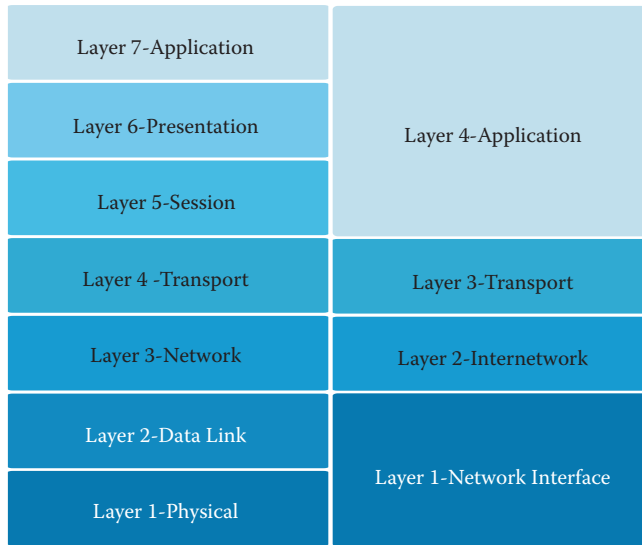 Layer 7-Application
Layer 6-Presentation
Layer 5-Session
Layer 4 -Transport
Layer 3-Network
Layer 2-Data Link
Layer 1-Physical
Layer 4-Application
Layer 3-Transport
Layer 2-Internetwork
Layer 1-Network Interface